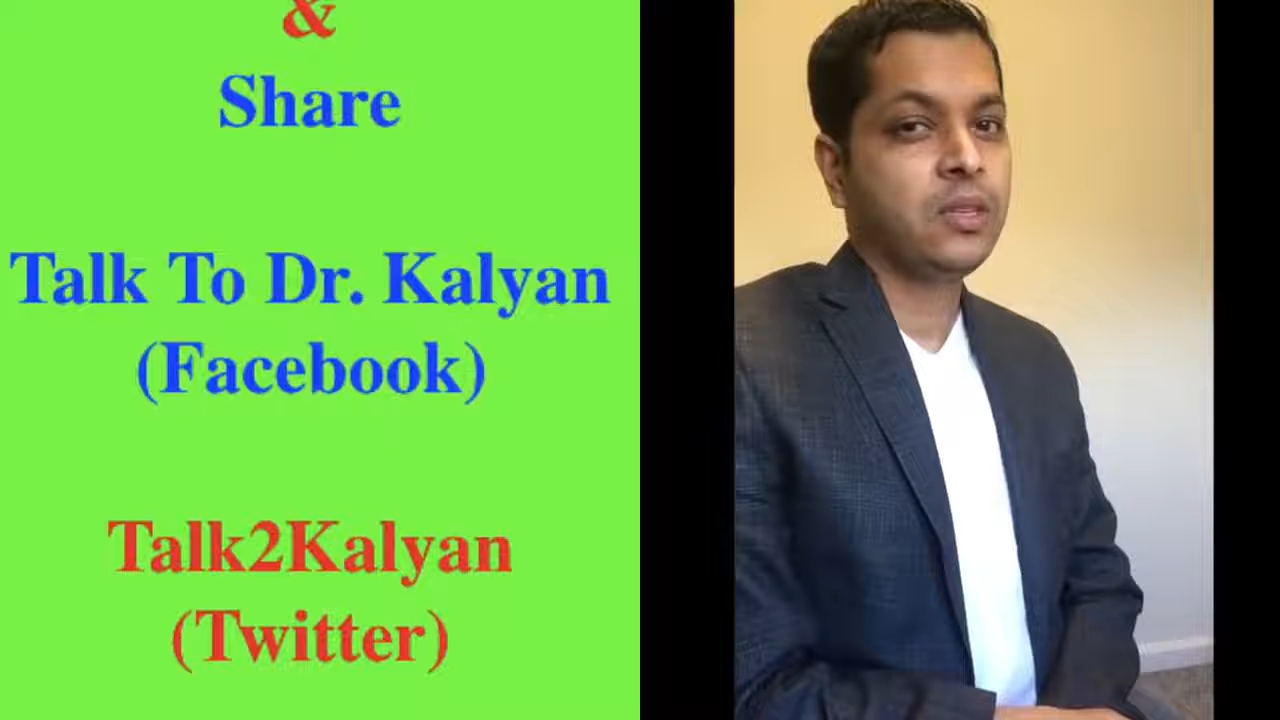 &
Share
Talk To Dr. Kalyan
(Facebook)
Talk2Kalyan
(Twitter)